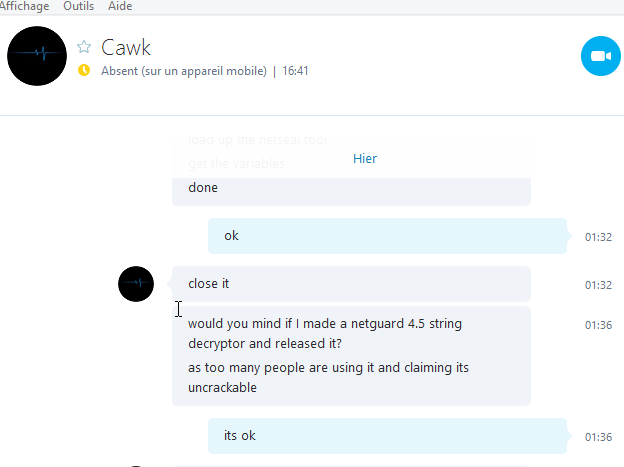 Affichage Outils Aide
Cawk
Absent (sur un appareil mobile) | 16:41
load up the netseal tool
Hier
get the variables
done
ok 01:32
close it 01:32
would you mind if I made a netguard 4.5 string 01:36
decryptor and released it?
as too many people are using it and claiming its
uncrackable
its ok 01:36